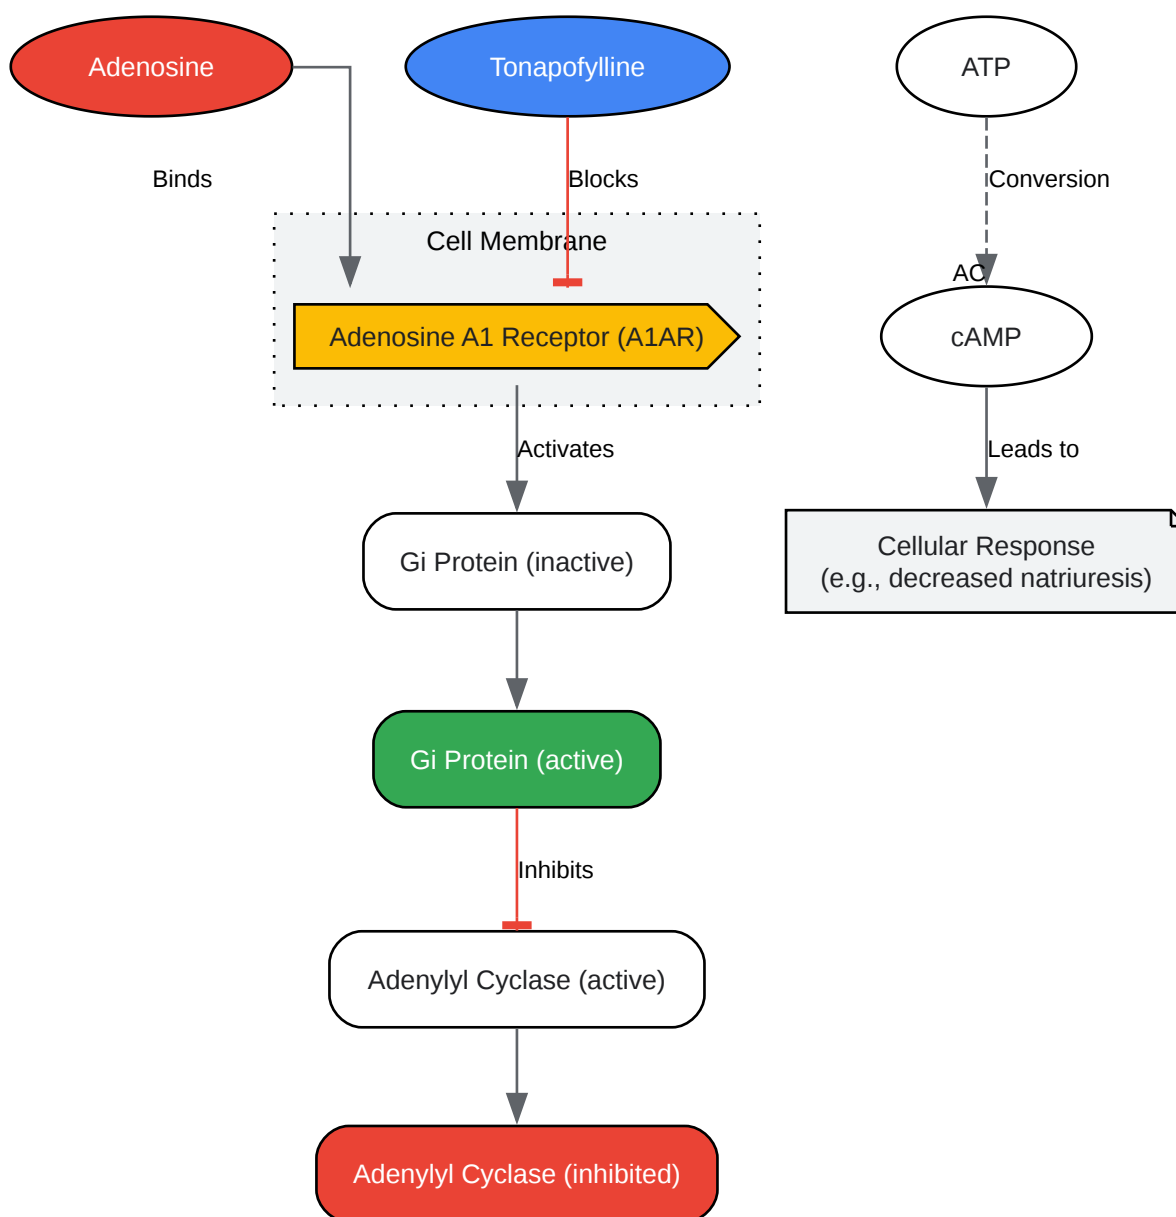 Adenosine
Tonapofylline
ATP
Binds
Blocks
Conversion
Cell Membrane
AC
Adenosine A1 Receptor (A1AR)
cAMP
Activates
Leads to
Gi Protein (inactive)
Cellular Response
(e.g., decreased natriuresis)
Gi Protein (active)
Inhibits
Adenylyl Cyclase (active)
Adenylyl Cyclase (inhibited)